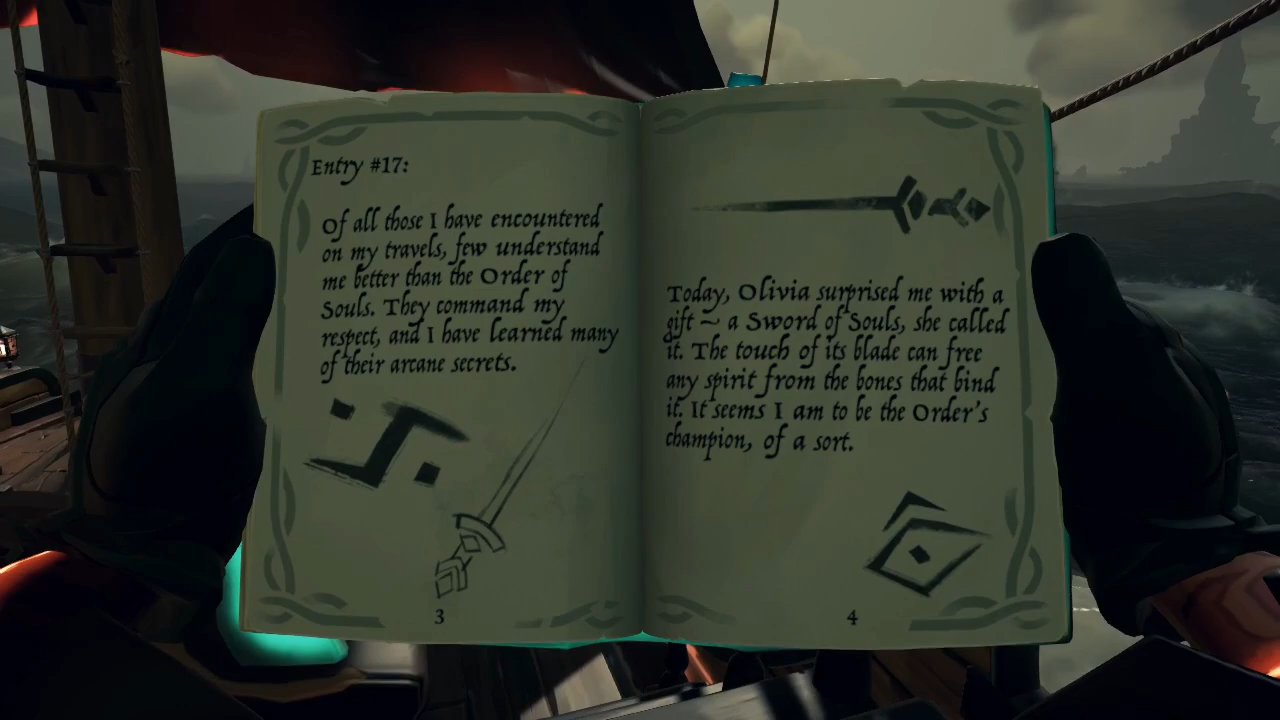 Entry #17:
Of all those I have encountered
on my travels, few understand
me better than the Order of
Souls. They command my
respect, and I have learned many
of their arcane secrets.
3
Today, Olivia surprised me with a
gift ~ a Sword of Souls, she called
it. The touch of its blade can free
any spirit from the bones that bind
it. It seems I am to be the Order's
champion, of a sort.
4